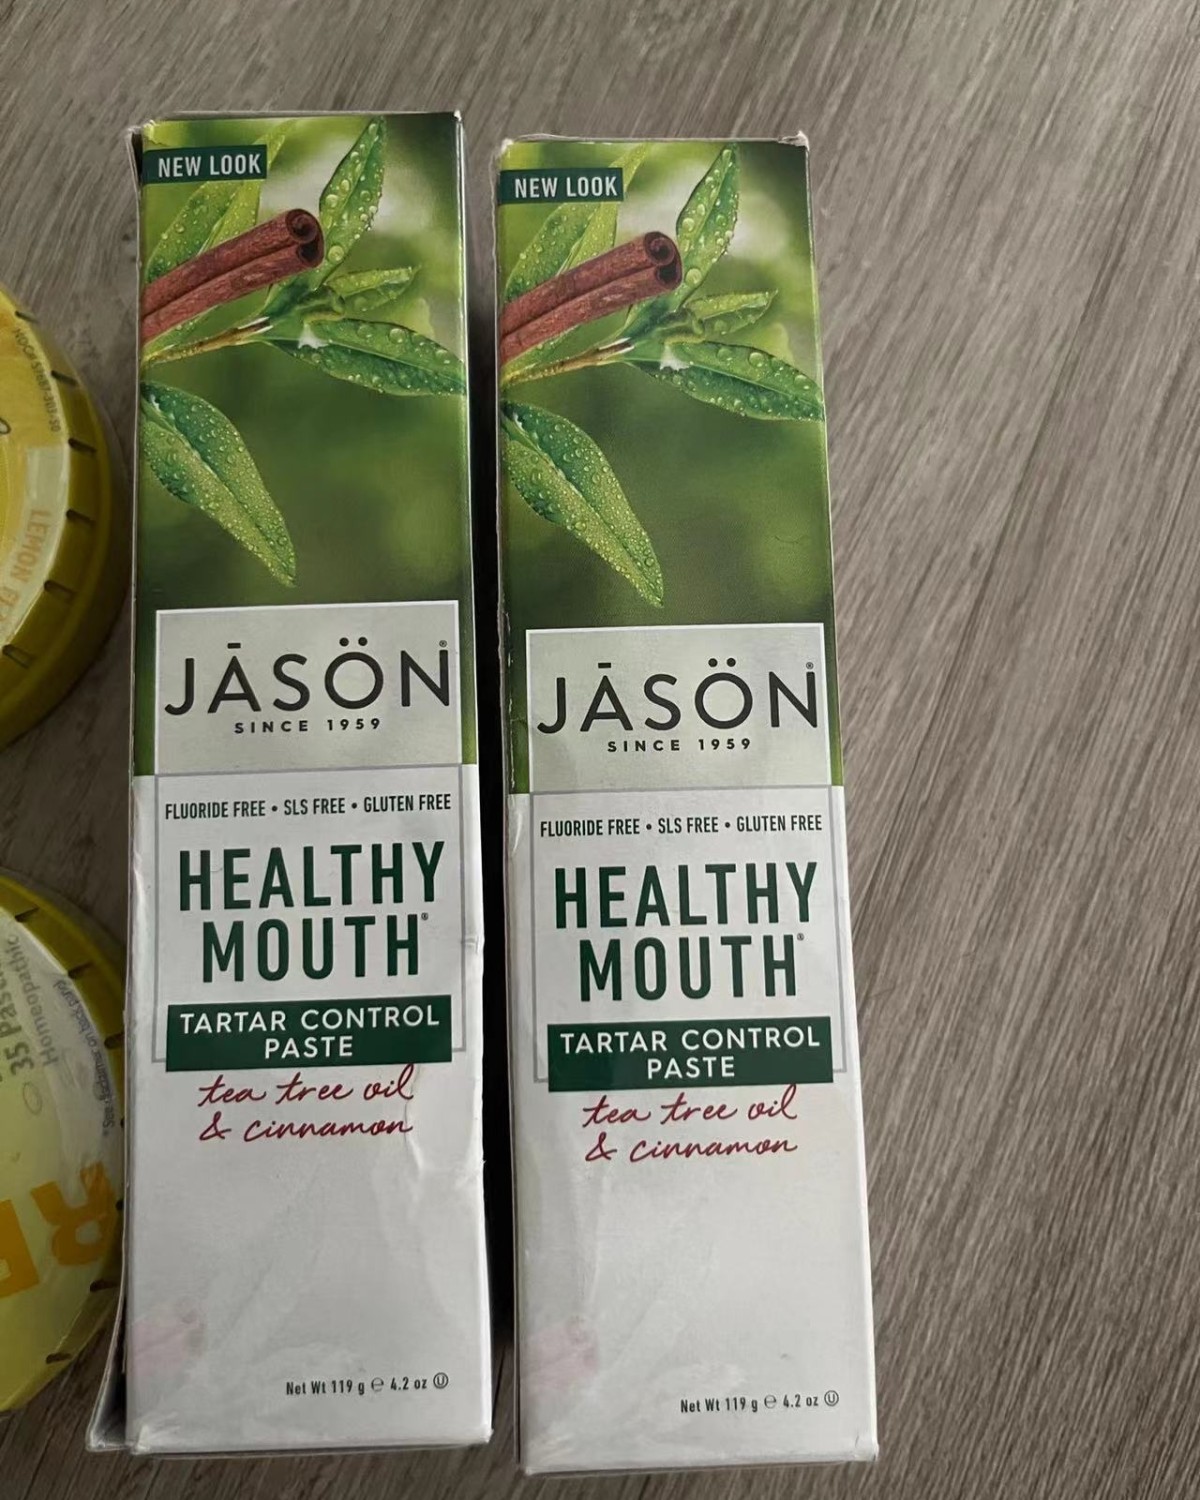 NEW LOOK
JĀSÖN®
SINCE 1959
FLUORIDE FREE • SLS FREE • GLUTEN FREE
HEALTHY
MOUTH®
TARTAR CONTROL
PASTE
tea tree oil
& cinnamon
Net Wt 119 g ℮ 4.2 oz Ⓤ
NEW LOOK
JĀSÖN®
SINCE 1959
FLUORIDE FREE • SLS FREE • GLUTEN FREE
HEALTHY
MOUTH®
TARTAR CONTROL
PASTE
tea tree oil
& cinnamon
Net Wt 119 g ℮ 4.2 oz Ⓤ
LEMON
35
Homeopathic